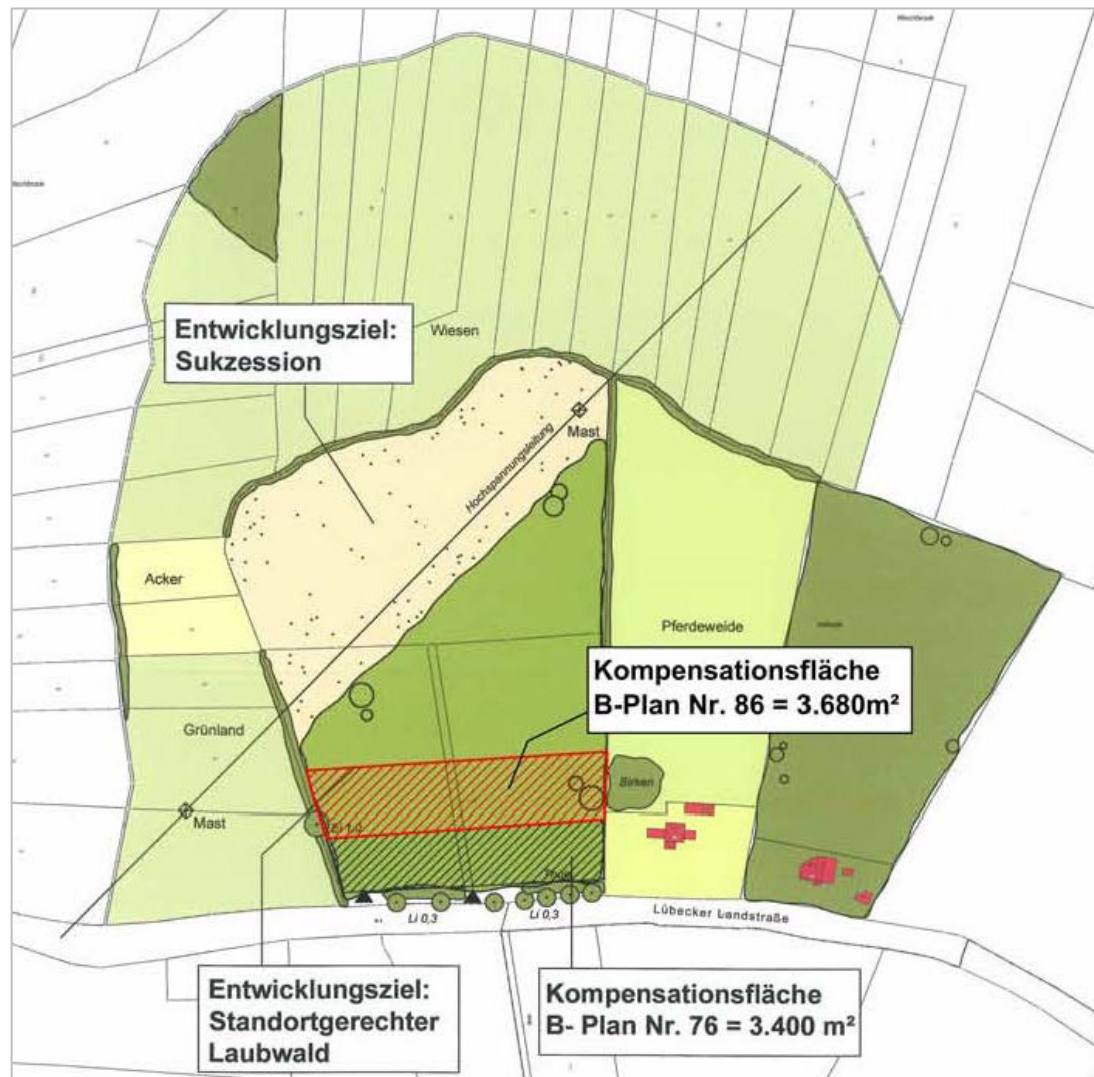 Entwicklungsziel:
Sukzession
Wiesen
Mast
Hochspannungsleitung
Acker
Pferdeweide
Kompensationsfläche
B-Plan Nr. 86 = 3.680m²
Grünland
Birken
Mast
Li 0,3
Li 0,3
Lübecker Landstraße
Entwicklungsziel:
Standortgerechter
Laubwald
Kompensationsfläche
B- Plan Nr. 76 = 3.400 m²